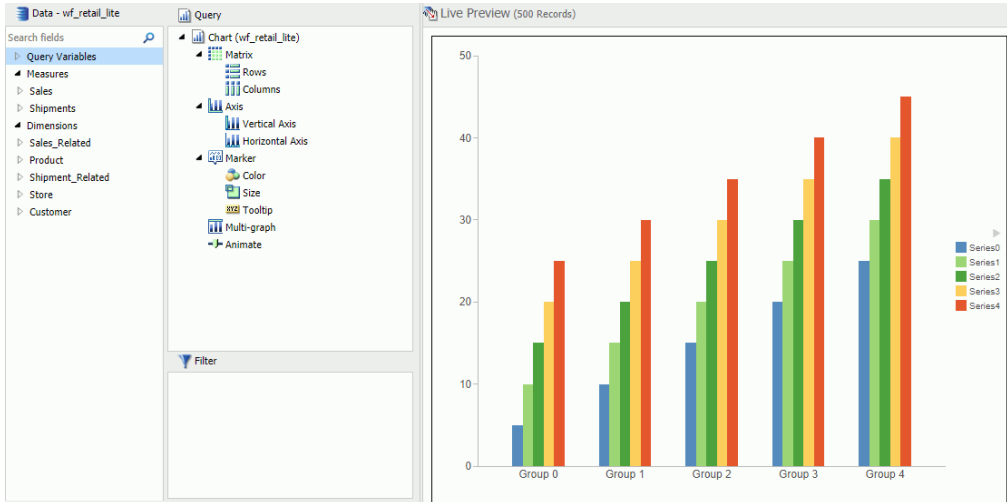 Data - wf_retail_lite
Search fields
Query Variables
Measures
Sales
Shipments
Dimensions
Sales_Related
Product
Shipment_Related
Store
Customer
Query
Chart (wf_retail_lite)
Matrix
Rows
Columns
Axis
Vertical Axis
Horizontal Axis
Marker
Color
Size
XYZ Tooltip
Multi-graph
Animate
Filter
Live Preview (500 Records)
50
40
30
20
10
0
Group 0 Group 1 Group 2 Group 3 Group 4
Series0
Series1
Series2
Series3
Series4